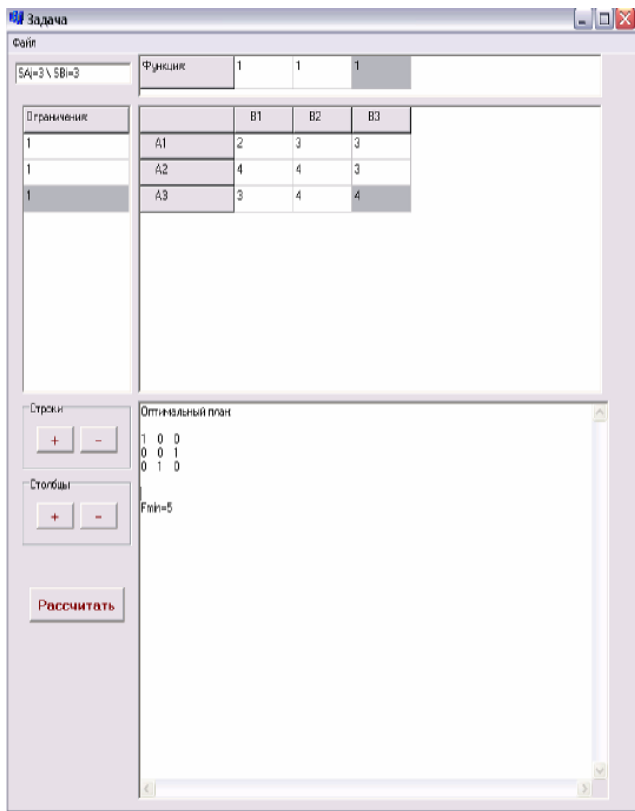 Задача
Файл
SAj=3 \ SBi=3
Функция: 1 1 1
Ограничения:
1
1
1
B1 B2 B3
A1 2 3 3
A2 4 4 3
A3 3 4 4
Строки
+ -
Столбцы
+ -
Рассчитать
Оптимальный план:
1 0 0
0 0 1
0 1 0
Fmin=5